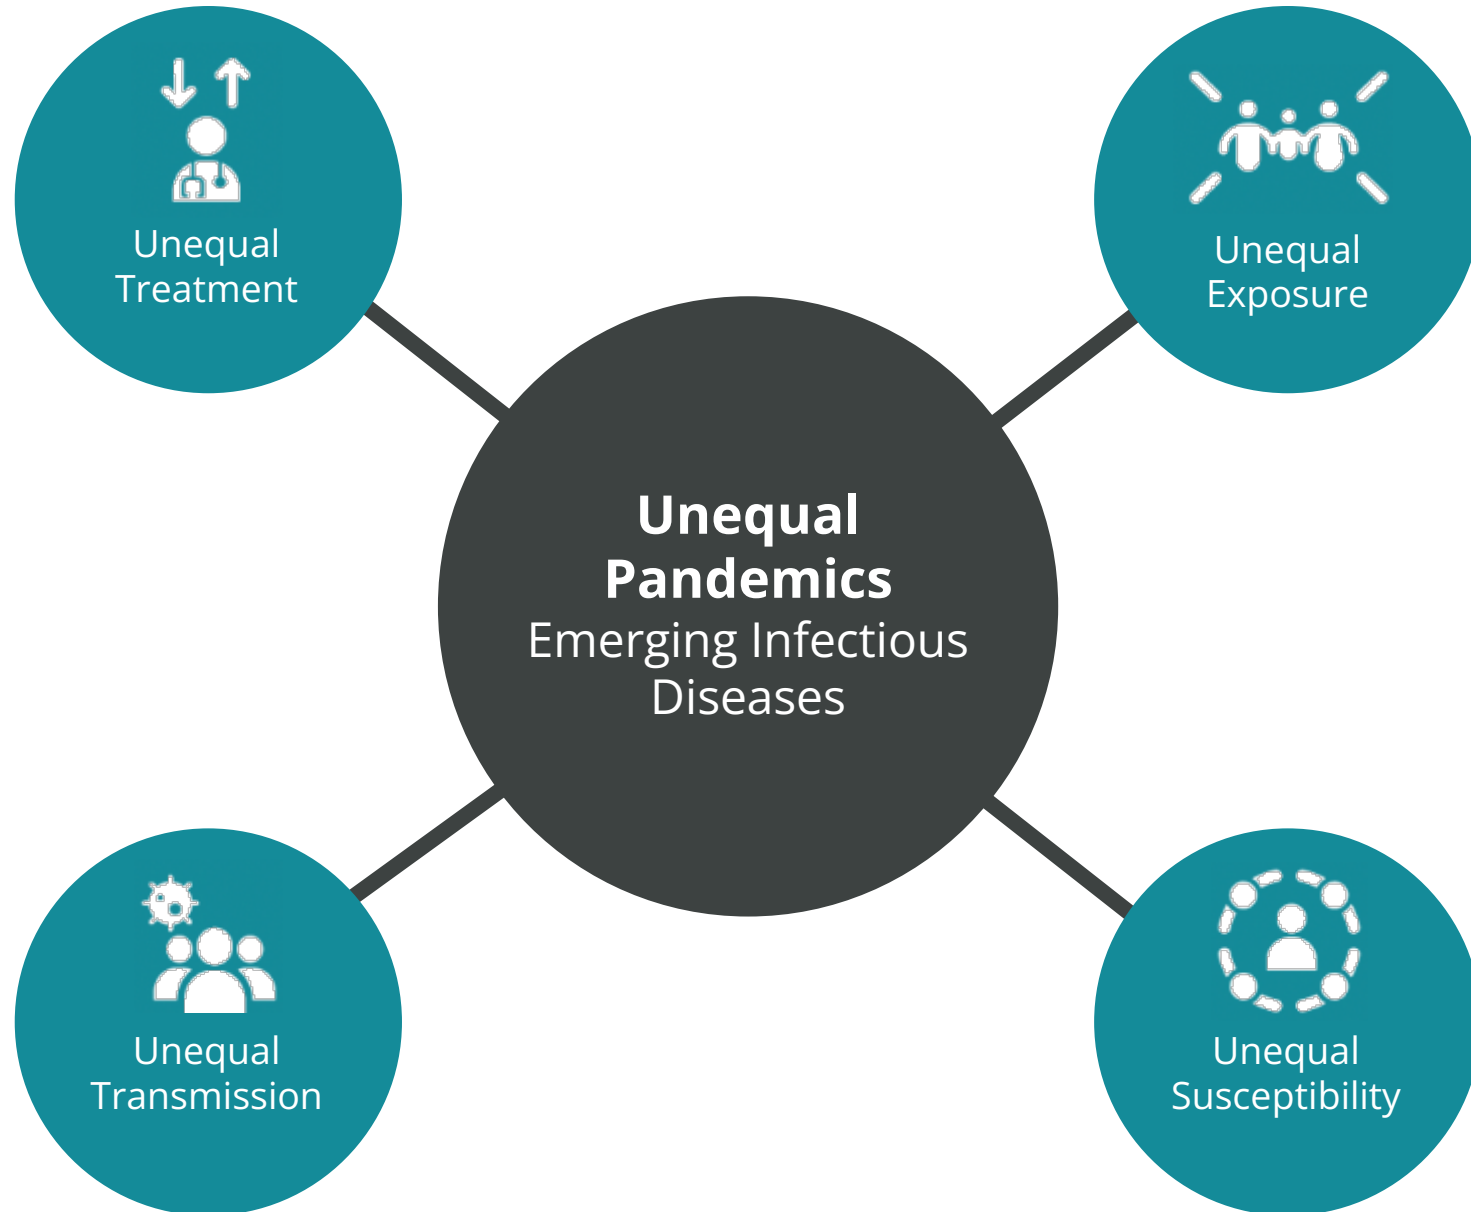 Unequal
Treatment
Unequal
Exposure
Unequal
Pandemics
Emerging Infectious
Diseases
Unequal
Transmission
Unequal
Susceptibility